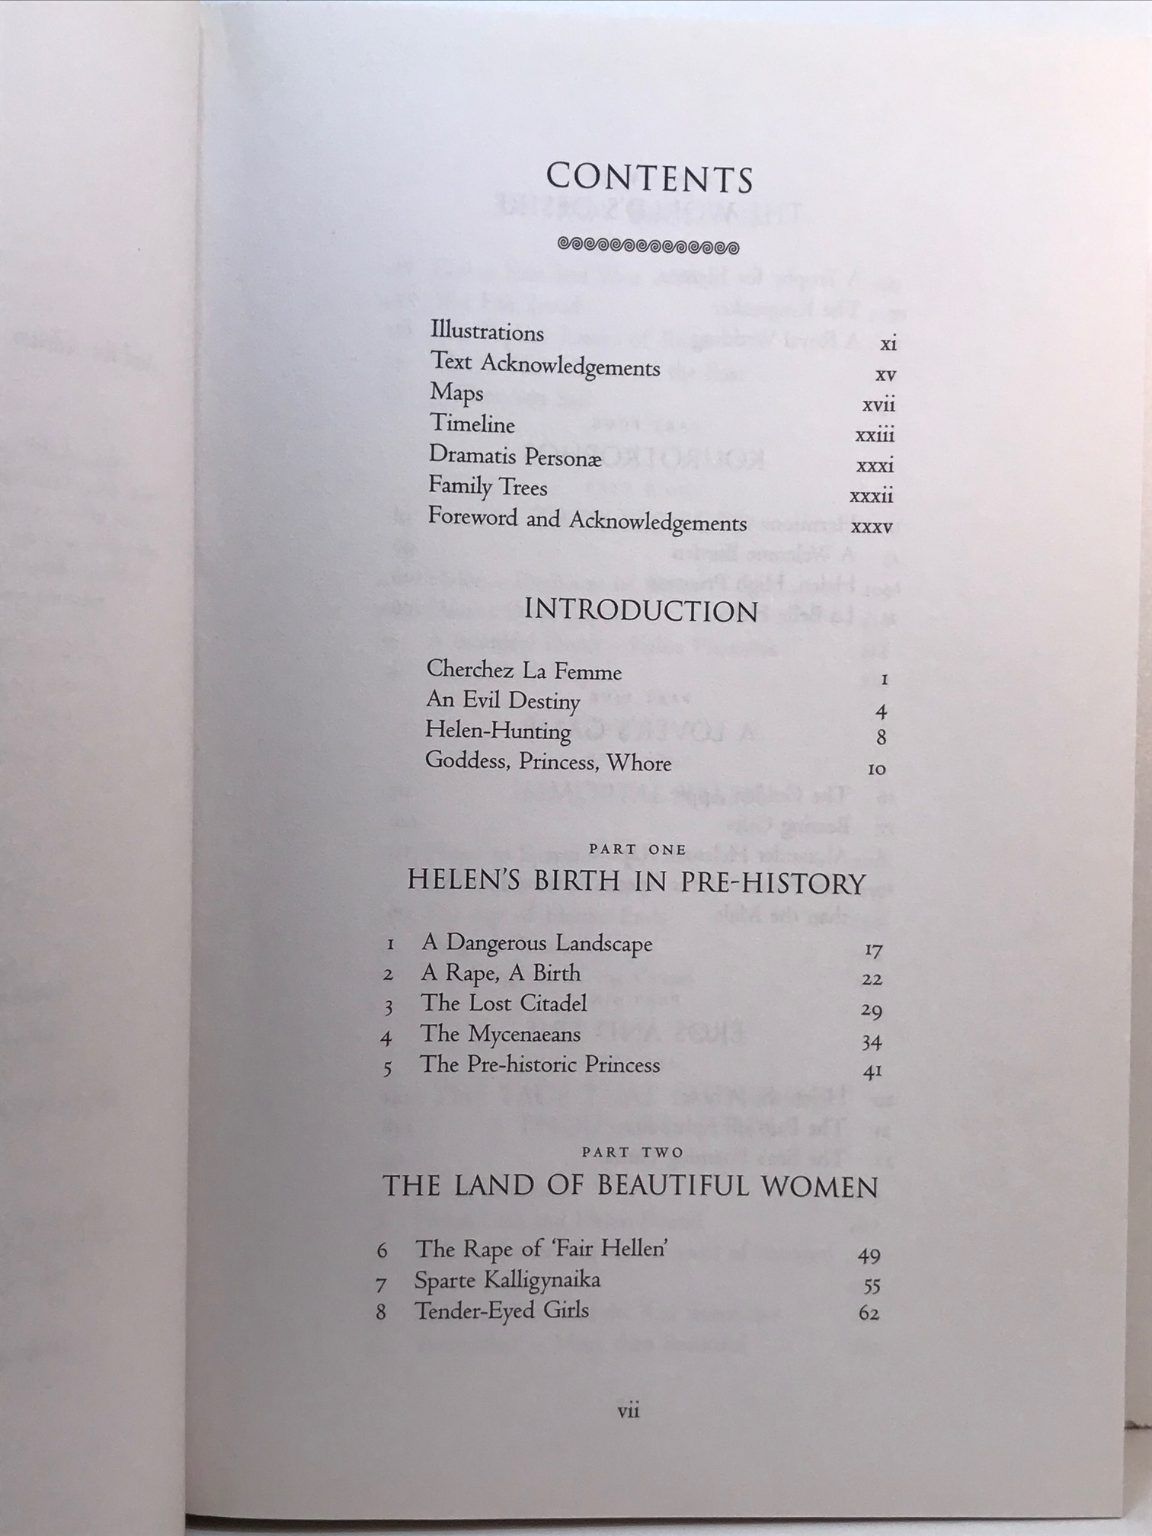 CONTENTS
Illustrations xi
Text Acknowledgements xv
Maps xvii
Timeline xxiii
Dramatis Personæ xxxi
Family Trees xxxii
Foreword and Acknowledgements xxxv
INTRODUCTION
Cherchez La Femme 1
An Evil Destiny 4
Helen-Hunting 8
Goddess, Princess, Whore 10
PART ONE
HELEN'S BIRTH IN PRE-HISTORY
1 A Dangerous Landscape 17
2 A Rape, A Birth 22
3 The Lost Citadel 29
4 The Mycenaeans 34
5 The Pre-historic Princess 41
PART TWO
THE LAND OF BEAUTIFUL WOMEN
6 The Rape of ‘Fair Hellen’ 49
7 Sparte Kalligynaika 55
8 Tender-Eyed Girls 62
vii